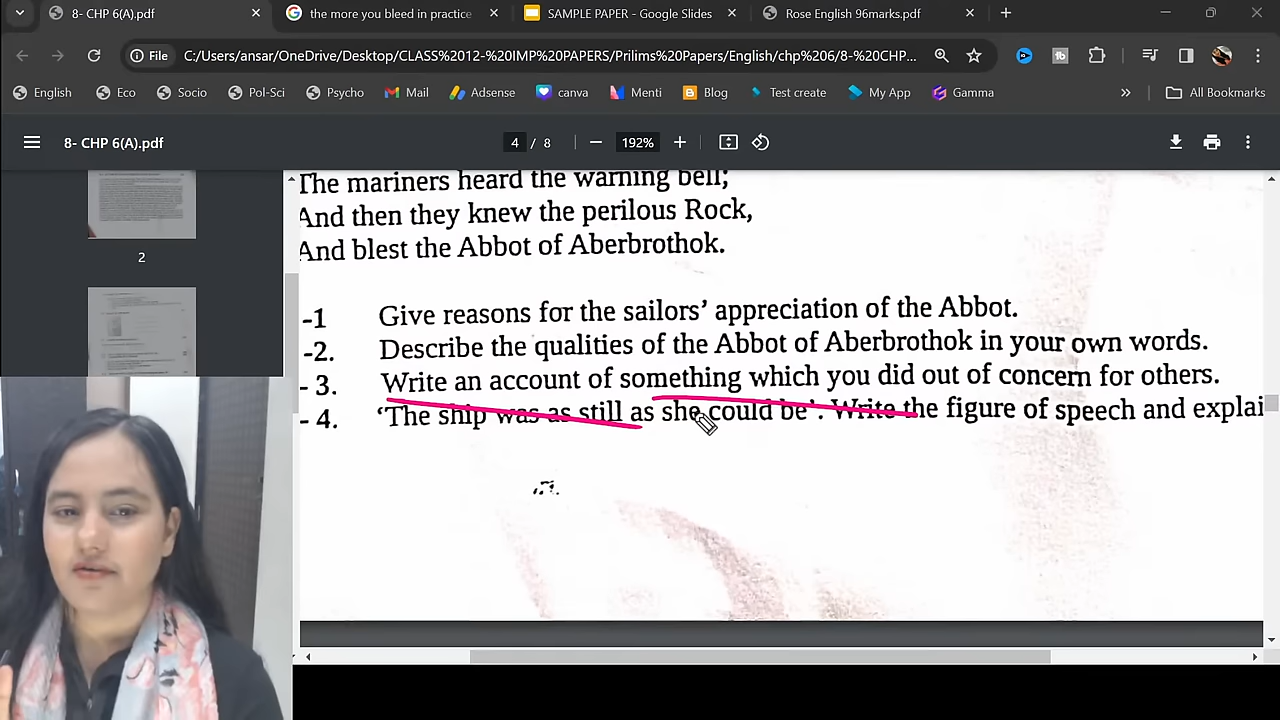 8- CHP 6(A).pdf
the more you bleed in practice
SAMPLE PAPER - Google Slides
Rose English 96marks.pdf
File
C:/Users/ansar/OneDrive/Desktop/CLASS%2012-%20IMP%20PAPERS/Prilims%20Papers/English/chp%206/8-%20CHP...
English
Eco
Socio
Pol-Sci
Psycho
Mail
Adsense
canva
Menti
Blog
Test create
My App
Gamma
»
All Bookmarks
8- CHP 6(A).pdf
4 / 8
192%
2
The mariners heard the warning bell;
And then they knew the perilous Rock,
And blest the Abbot of Aberbrothok.
-1 Give reasons for the sailors' appreciation of the Abbot.
-2. Describe the qualities of the Abbot of Aberbrothok in your own words.
- 3. Write an account of something which you did out of concern for others.
- 4. 'The ship was as still as she could be'. Write the figure of speech and explai